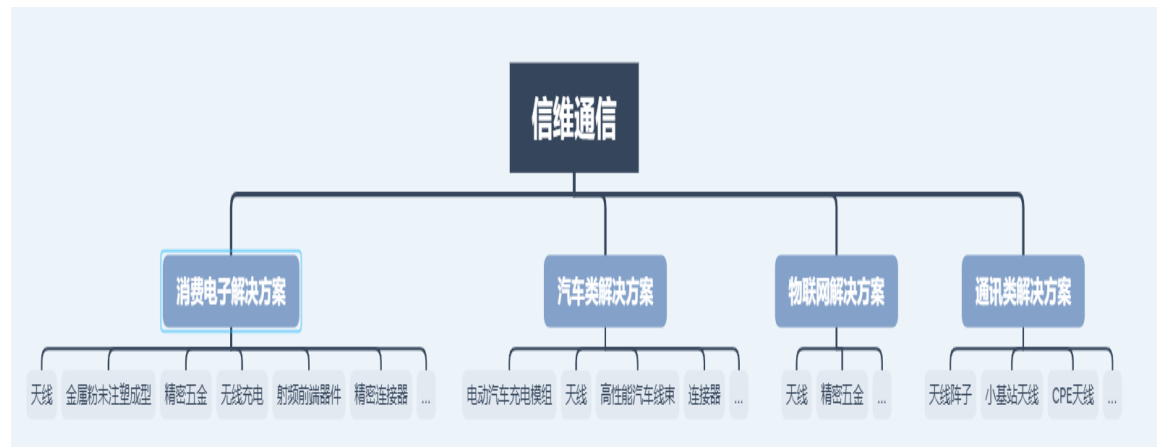 信维通信
消费电子解决方案 汽车类解决方案 物联网解决方案 通讯类解决方案
天线 金属粉末注塑成型 精密五金 无线充电 射频前端器件 精密连接器 ... 电动汽车充电模组 天线 高性能汽车线束 连接器 ... 天线 精密五金 ... 天线阵子 小基站天线 CPE天线 ...